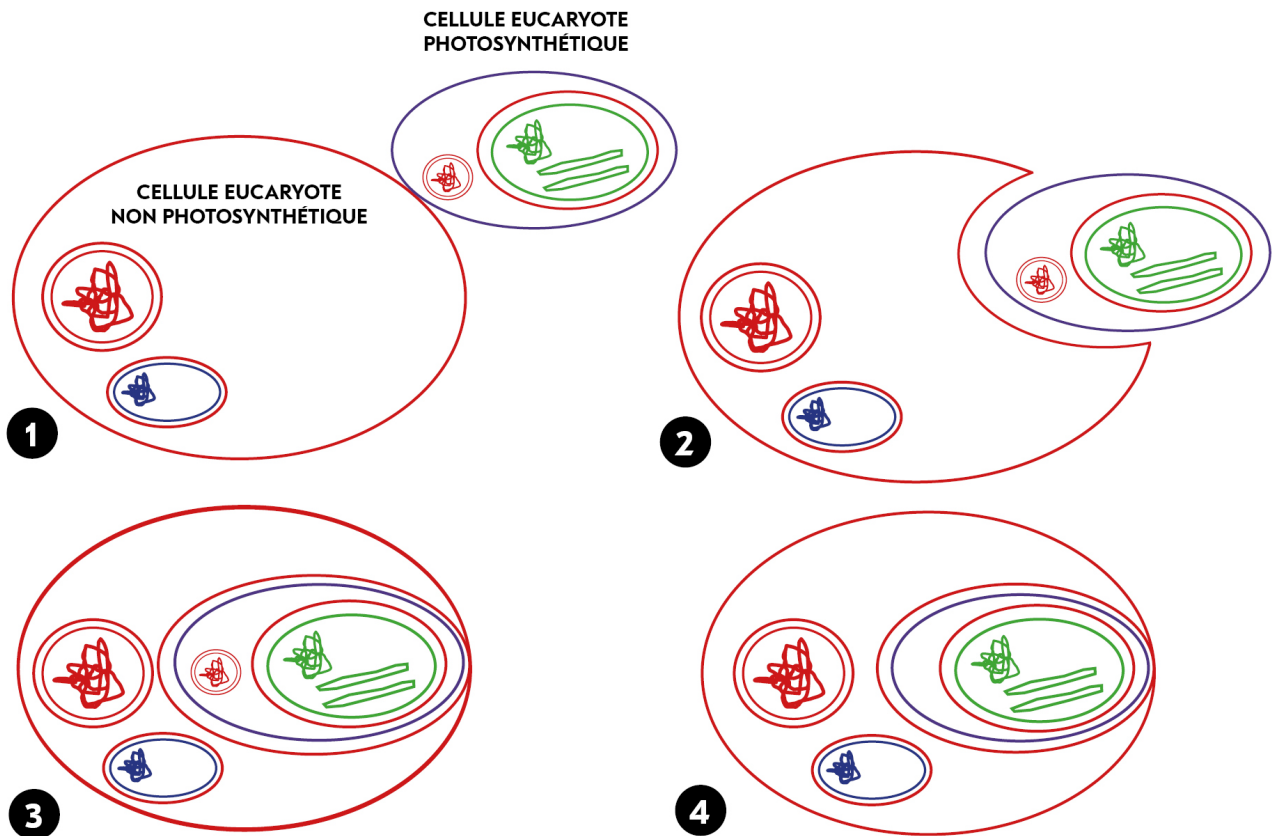 CELLULE EUCARYOTE
PHOTOSYNTHÉTIQUE
CELLULE EUCARYOTE
NON PHOTOSYNTHÉTIQUE
1
2
3
4